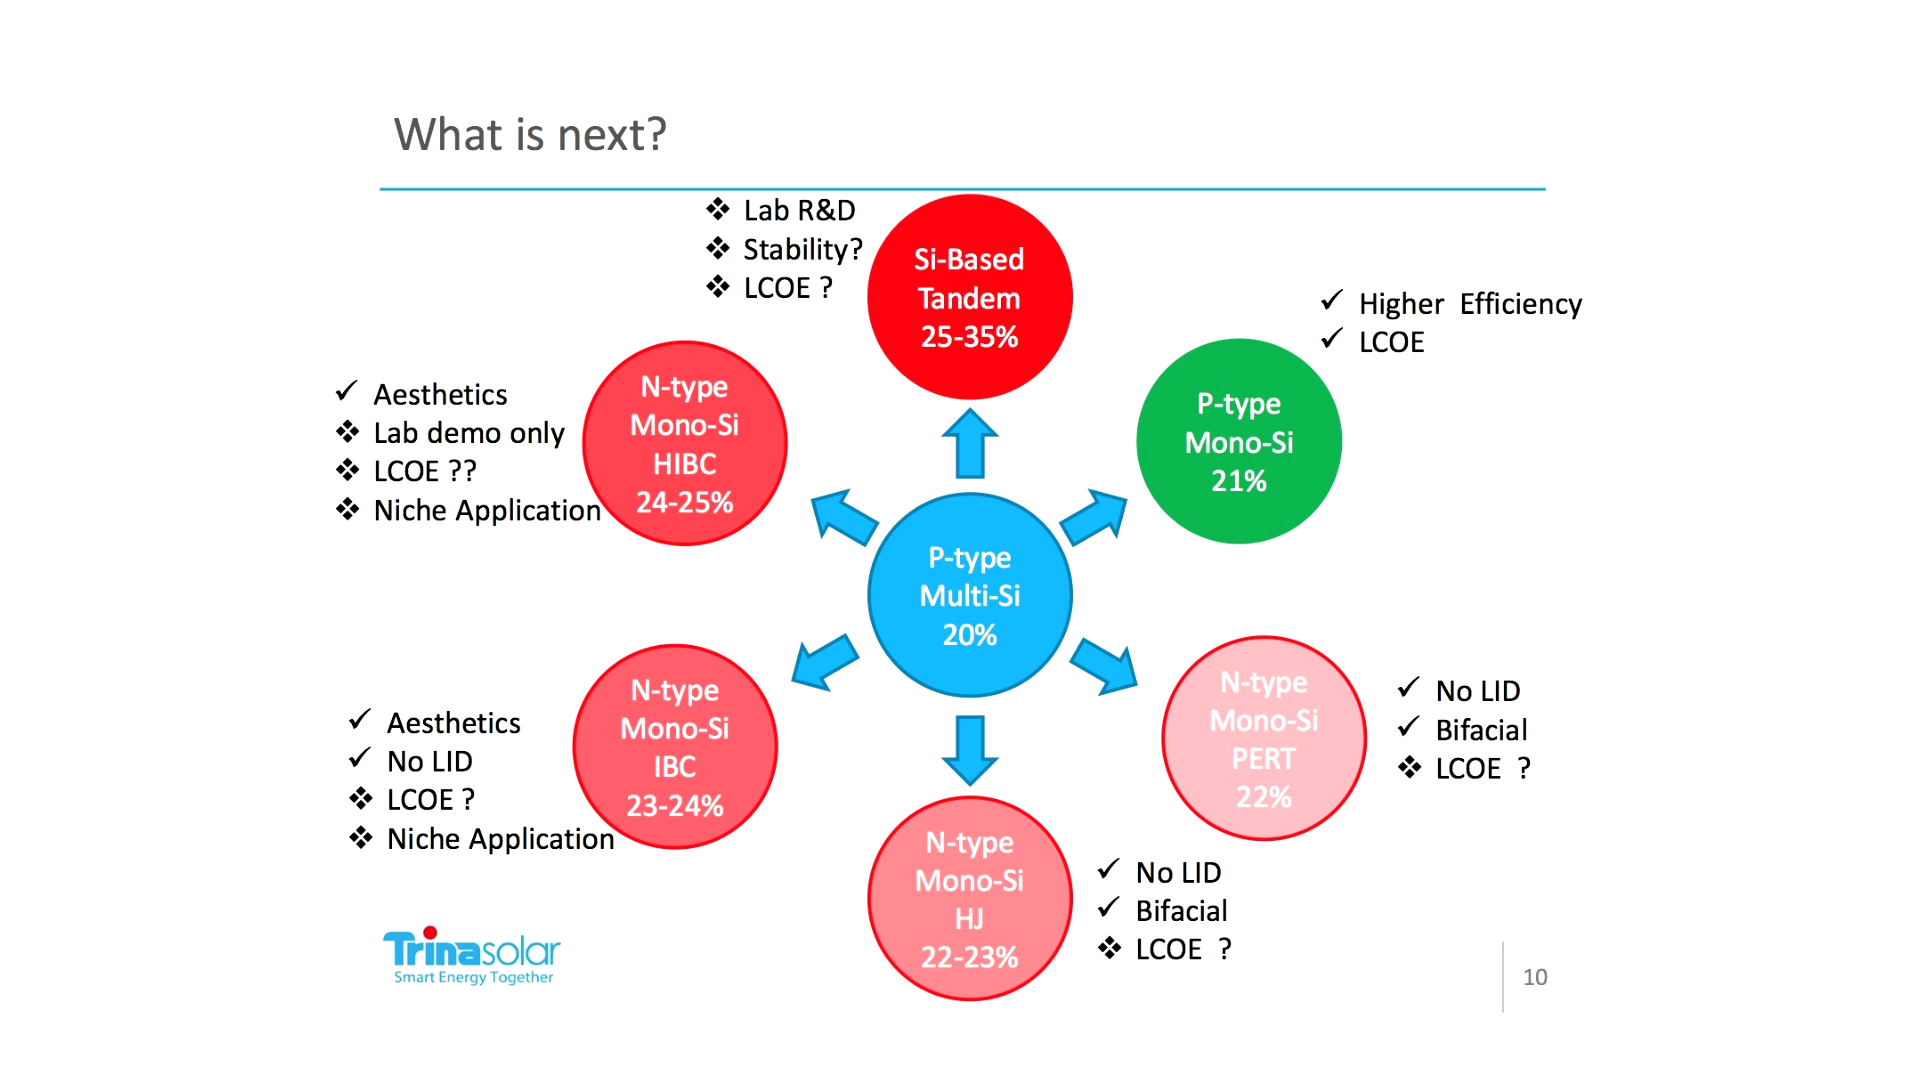 What is next?
❖ Lab R&D
❖ Stability?
❖ LCOE ?
Si-Based
Tandem
25-35%
✓ Higher Efficiency
✓ LCOE
P-type
Mono-Si
21%
✓ Aesthetics
❖ Lab demo only
❖ LCOE ??
❖ Niche Application
N-type
Mono-Si
HIBC
24-25%
P-type
Multi-Si
20%
✓ Aesthetics
✓ No LID
❖ LCOE ?
❖ Niche Application
N-type
Mono-Si
IBC
23-24%
N-type
Mono-Si
PERT
22%
✓ No LID
✓ Bifacial
❖ LCOE ?
N-type
Mono-Si
HJ
22-23%
✓ No LID
✓ Bifacial
❖ LCOE ?
Trinasolar
Smart Energy Together
10